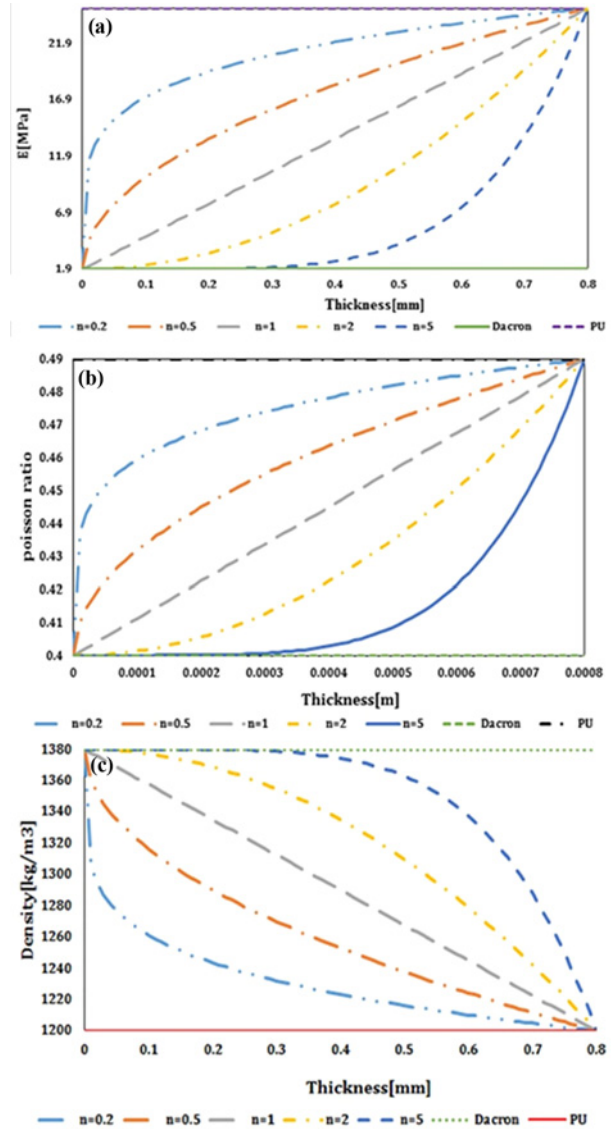 (a)
E[MPa]
21.9
16.9
11.9
6.9
1.9
0 0.1 0.2 0.3 0.4 0.5 0.6 0.7 0.8
Thickness[mm]
n=0.2 n=0.5 n=1 n=2 n=5 Dacron PU
(b)
poisson ratio
0.49
0.48
0.47
0.46
0.45
0.44
0.43
0.42
0.41
0.4
0 0.0001 0.0002 0.0003 0.0004 0.0005 0.0006 0.0007 0.0008
Thickness[m]
n=0.2 n=0.5 n=1 n=2 n=5 Dacron PU
(c)
Density[kg/m3]
1380
1360
1340
1320
1300
1280
1260
1240
1220
1200
0 0.1 0.2 0.3 0.4 0.5 0.6 0.7 0.8
Thickness[mm]
n=0.2 n=0.5 n=1 n=2 n=5 Dacron PU